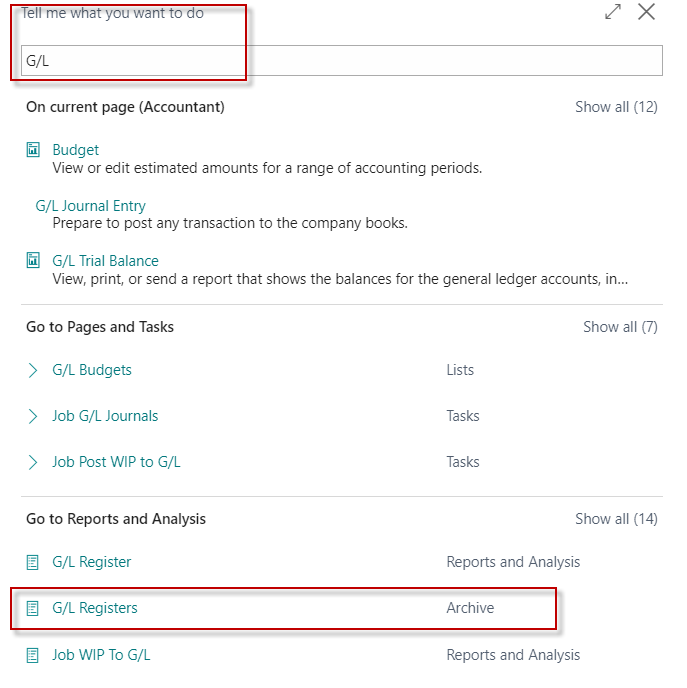 Tell me what you want to do
G/L
On current page (Accountant) Show all (12)
Budget
View or edit estimated amounts for a range of accounting periods.
G/L Journal Entry
Prepare to post any transaction to the company books.
G/L Trial Balance
View, print, or send a report that shows the balances for the general ledger accounts, in...
Go to Pages and Tasks Show all (7)
G/L Budgets Lists
Job G/L Journals Tasks
Job Post WIP to G/L Tasks
Go to Reports and Analysis Show all (14)
G/L Register Reports and Analysis
G/L Registers Archive
Job WIP To G/L Reports and Analysis